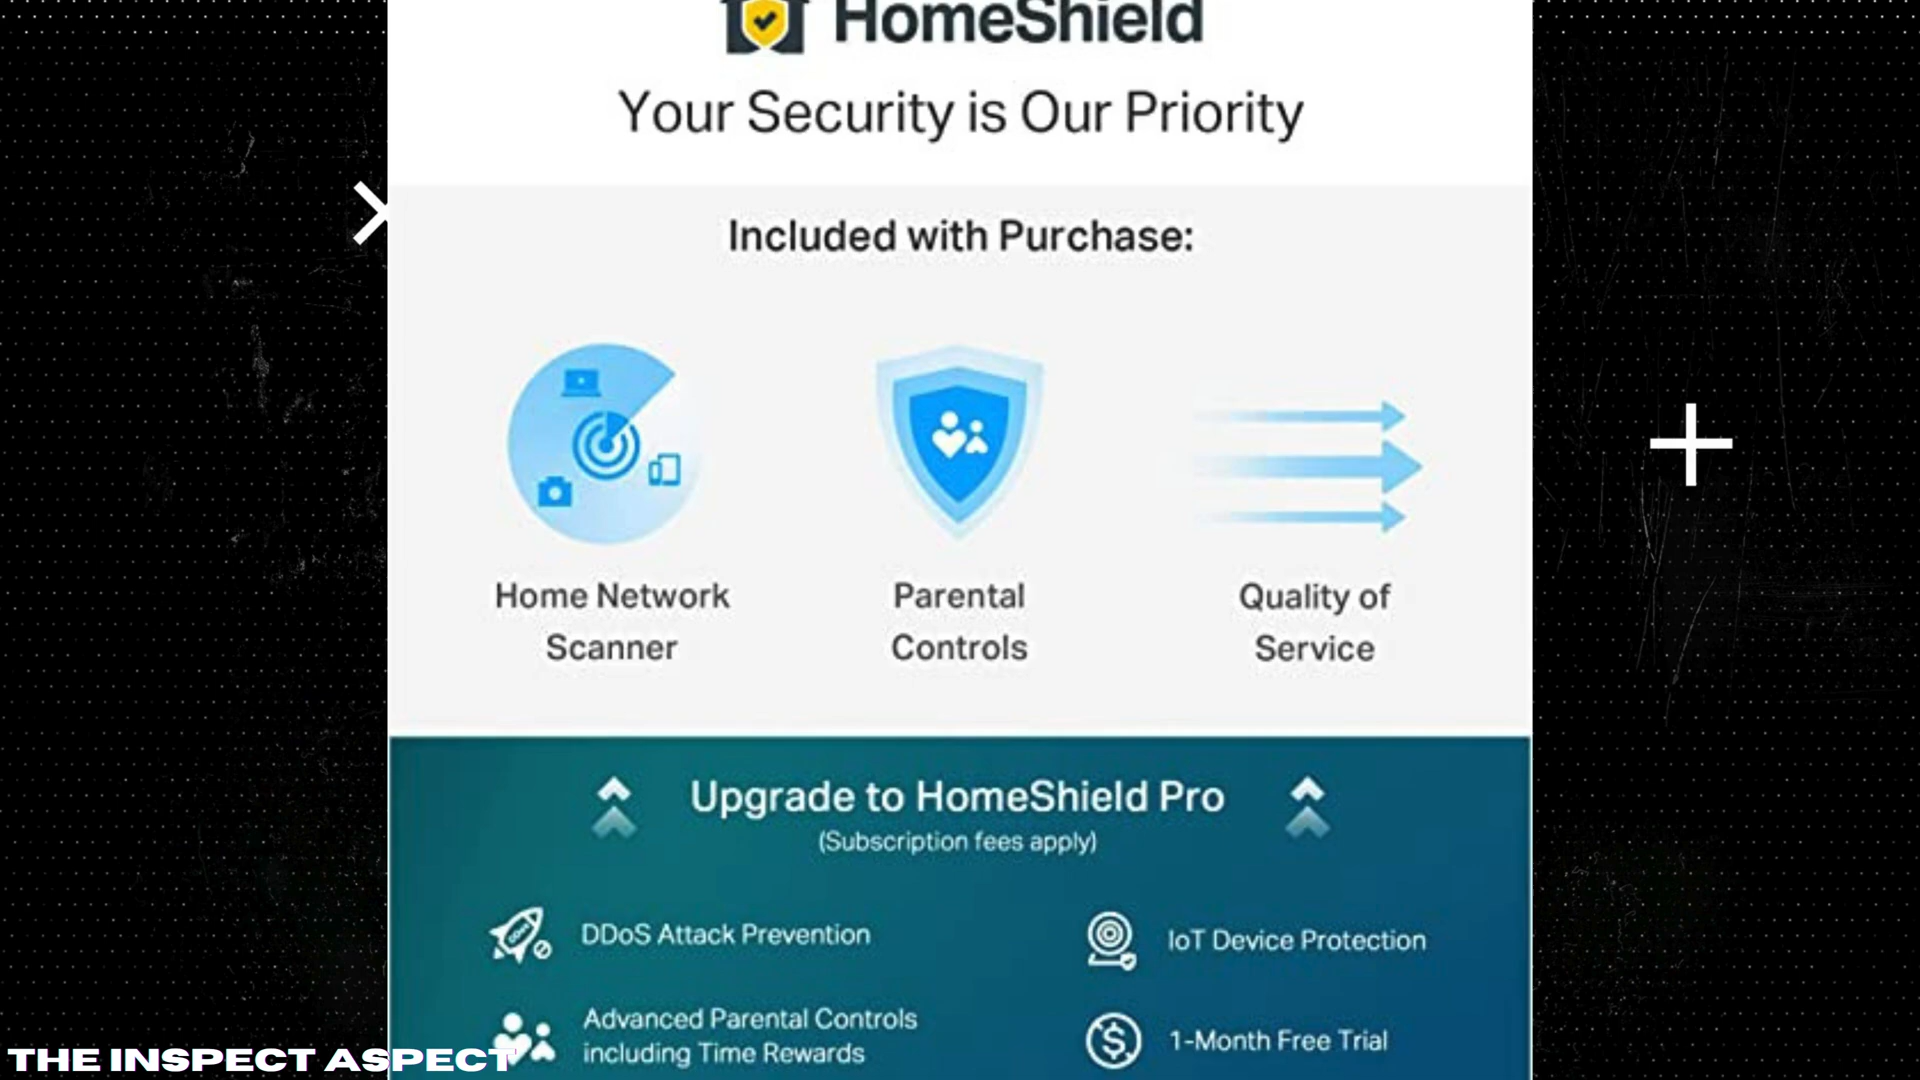 HomeShield
Your Security is Our Priority
Included with Purchase:
Home Network
Scanner
Parental
Controls
Quality of
Service
Upgrade to HomeShield Pro
(Subscription fees apply)
DDoS Attack Prevention
IoT Device Protection
Advanced Parental Controls
including Time Rewards
1-Month Free Trial
THE INSPECT ASPECT